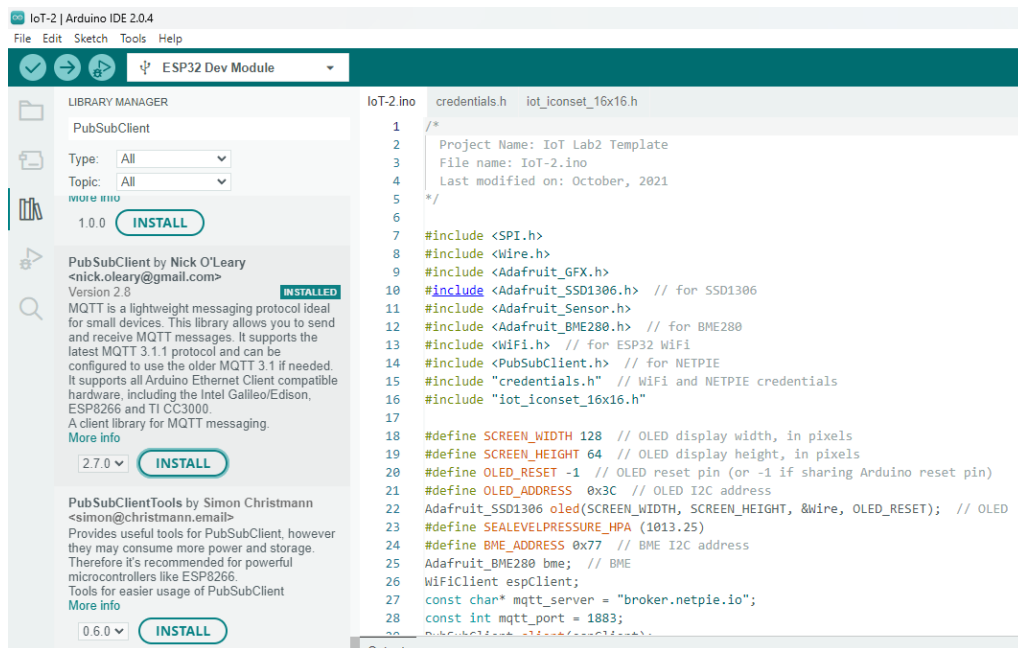 IoT-2 | Arduino IDE 2.0.4
File Edit Sketch Tools Help
ESP32 Dev Module
LIBRARY MANAGER
PubSubClient
Type: All
Topic: All
More info
1.0.0 INSTALL
PubSubClient by Nick O'Leary
<nick.oleary@gmail.com>
Version 2.8 INSTALLED
MQTT is a lightweight messaging protocol ideal
for small devices. This library allows you to send
and receive MQTT messages. It supports the
latest MQTT 3.1.1 protocol and can be
configured to use the older MQTT 3.1 if needed.
It supports all Arduino Ethernet Client compatible
hardware, including the Intel Galileo/Edison,
ESP8266 and TI CC3000.
A client library for MQTT messaging.
More info
2.7.0 INSTALL
PubSubClientTools by Simon Christmann
<simon@christmann.email>
Provides useful tools for PubSubClient, however
they may consume more power and storage.
Therefore it's recommended for powerful
microcontrollers like ESP8266.
Tools for easier usage of PubSubClient
More info
0.6.0 INSTALL
IoT-2.ino credentials.h iot_iconset_16x16.h
1 /*
2 Project Name: IoT Lab2 Template
3 File name: IoT-2.ino
4 Last modified on: October, 2021
5 */
6
7 #include <SPI.h>
8 #include <Wire.h>
9 #include <Adafruit_GFX.h>
10 #include <Adafruit_SSD1306.h> // for SSD1306
11 #include <Adafruit_Sensor.h>
12 #include <Adafruit_BME280.h> // for BME280
13 #include <WiFi.h> // for ESP32 WiFi
14 #include <PubSubClient.h> // for NETPIE
15 #include "credentials.h" // WiFi and NETPIE credentials
16 #include "iot_iconset_16x16.h"
17
18 #define SCREEN_WIDTH 128 // OLED display width, in pixels
19 #define SCREEN_HEIGHT 64 // OLED display height, in pixels
20 #define OLED_RESET -1 // OLED reset pin (or -1 if sharing Arduino reset pin)
21 #define OLED_ADDRESS 0x3C // OLED I2C address
22 Adafruit_SSD1306 oled(SCREEN_WIDTH, SCREEN_HEIGHT, &Wire, OLED_RESET); // OLED
23 #define SEALEVELPRESSURE_HPA (1013.25)
24 #define BME_ADDRESS 0x77 // BME I2C address
25 Adafruit_BME280 bme; // BME
26 WiFiClient espClient;
27 const char* mqtt_server = "broker.netpie.io";
28 const int mqtt_port = 1883;